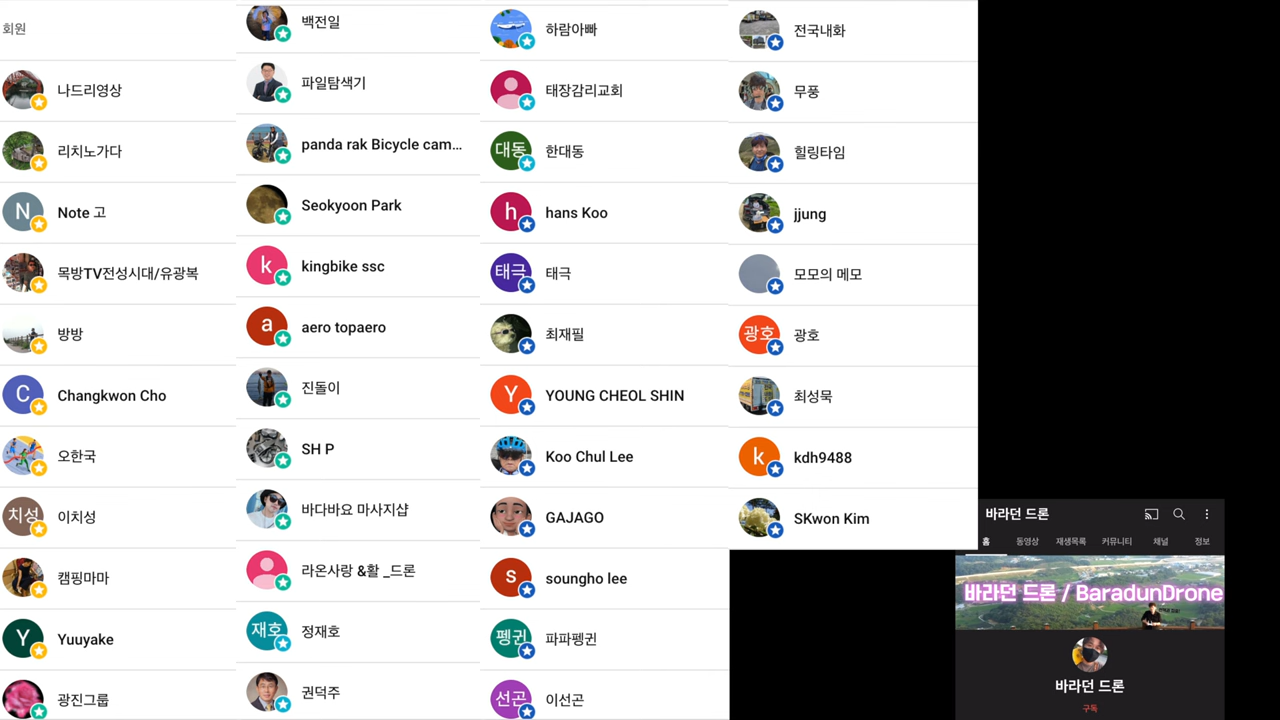 회원
나드리영상
리치노가다
N
Note 고
목방TV전성시대/유광복
방방
C
Changkwon Cho
오한국
치성
이치성
캠핑마마
Y
Yuuyake
광진그룹
백전일
파일탐색기
panda rak Bicycle cam...
Seokyoon Park
k
kingbike ssc
a
aero topaero
진돌이
SH P
바다바요 마사지샵
라온사랑 &활 _드론
재호
정재호
권덕주
하람아빠
태장감리교회
대동
한대동
h
hans Koo
태극
태극
최재필
Y
YOUNG CHEOL SHIN
Koo Chul Lee
GAJAGO
s
soungho lee
펭귄
파파펭귄
선곤
이선곤
전국내화
무풍
힐링타임
jjung
모모의 메모
광호
광호
최성묵
k
kdh9488
SKwon Kim
바라던 드론
홈 동영상 재생목록 커뮤니티 채널 정보
바라던 드론 / BaradunDrone
바라던 드론
구독